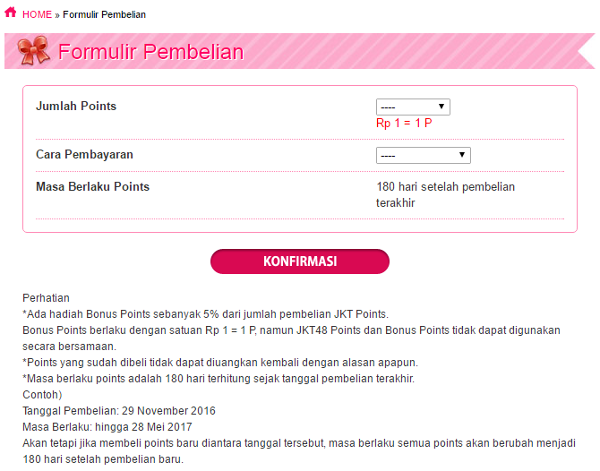 HOME » Formulir Pembelian
Formulir Pembelian
Jumlah Points
----
Rp 1 = 1 P
Cara Pembayaran
----
Masa Berlaku Points
180 hari setelah pembelian
terakhir
KONFIRMASI
Perhatian
*Ada hadiah Bonus Points sebanyak 5% dari jumlah pembelian JKT Points.
Bonus Points berlaku dengan satuan Rp 1 = 1 P, namun JKT48 Points dan Bonus Points tidak dapat digunakan
secara bersamaan.
*Points yang sudah dibeli tidak dapat diuangkan kembali dengan alasan apapun.
*Masa berlaku points adalah 180 hari terhitung sejak tanggal pembelian terakhir.
Contoh)
Tanggal Pembelian: 29 November 2016
Masa Berlaku: hingga 28 Mei 2017
Akan tetapi jika membeli points baru diantara tanggal tersebut, masa berlaku semua points akan berubah menjadi
180 hari setelah pembelian baru.